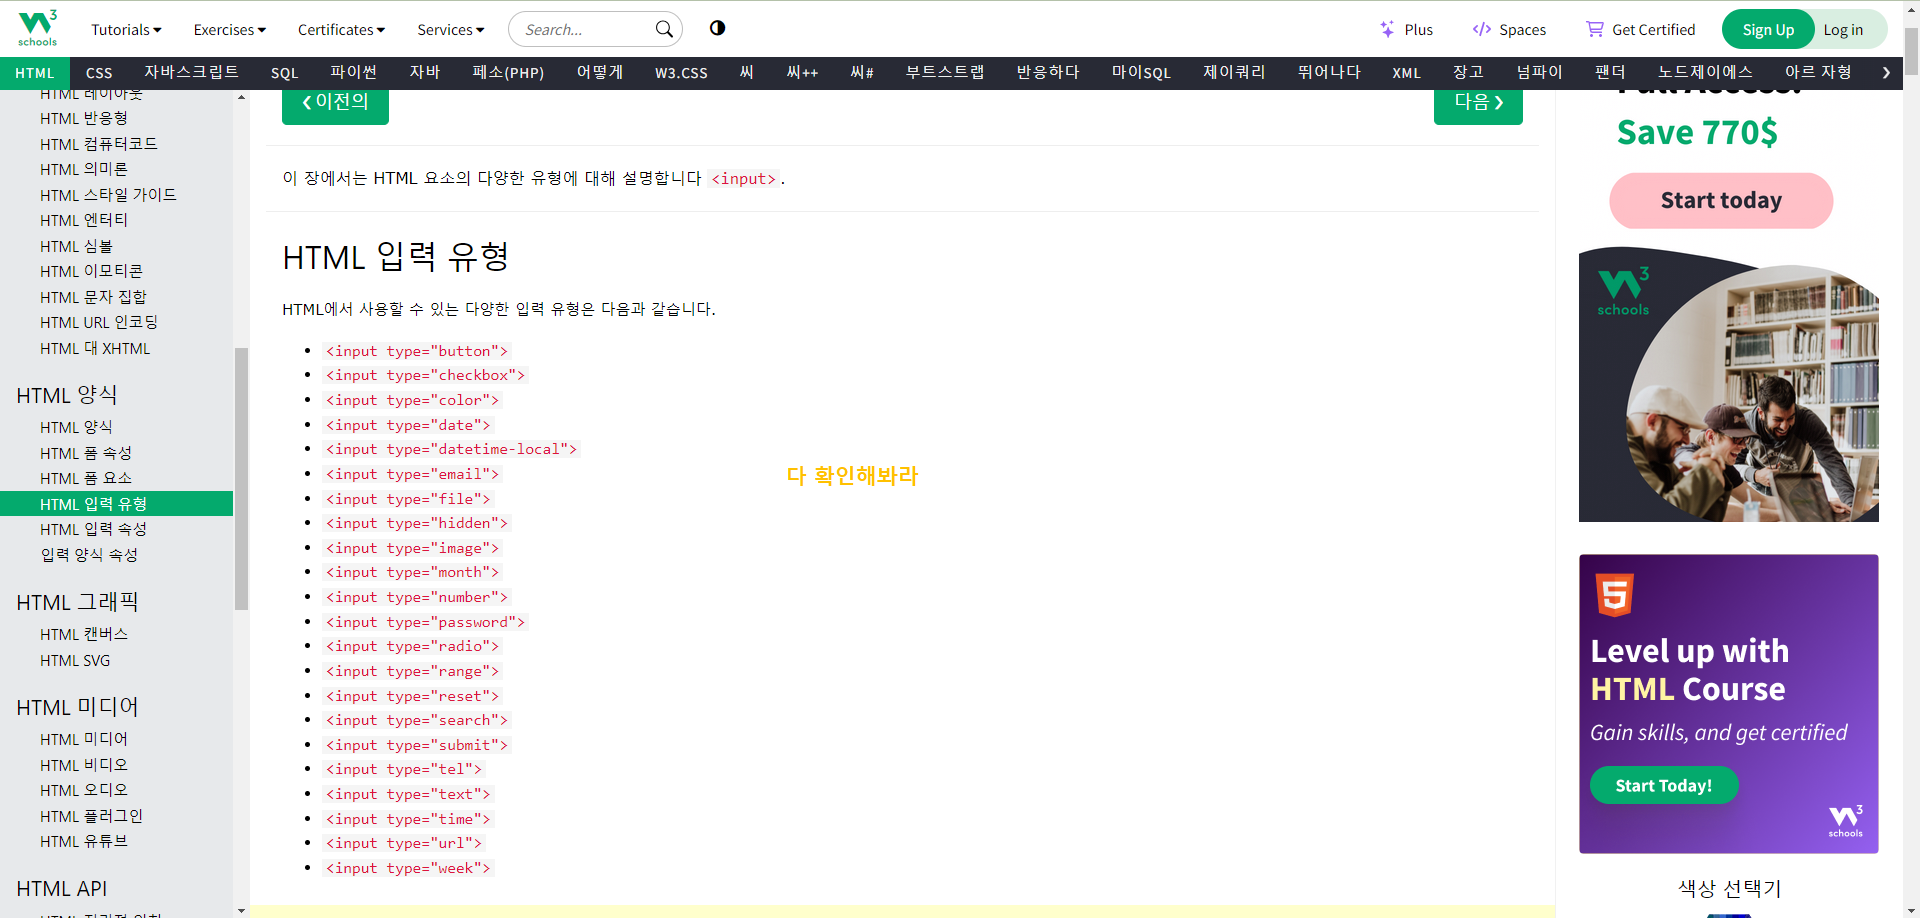 W3 schools
Tutorials Exercises Certificates Services Search... Plus Spaces Get Certified Sign Up Log in
HTML CSS 자바스크립트 SQL 파이썬 자바 페소(PHP) 어떻게 W3.CSS 씨 씨++ 씨# 부트스트랩 반응하다 마이SQL 제이쿼리 뛰어나다 XML 장고 넘파이 팬더 노드제이에스 아르 자형 ❯
HTML 레이아웃
HTML 반응형
HTML 컴퓨터코드
HTML 의미론
HTML 스타일 가이드
HTML 엔터티
HTML 심볼
HTML 이모티콘
HTML 문자 집합
HTML URL 인코딩
HTML 대 XHTML
HTML 양식
HTML 양식
HTML 폼 속성
HTML 폼 요소
HTML 입력 유형
HTML 입력 속성
입력 양식 속성
HTML 그래픽
HTML 캔버스
HTML SVG
HTML 미디어
HTML 미디어
HTML 비디오
HTML 오디오
HTML 플러그인
HTML 유튜브
HTML API
❮ 이전의
다음 ❯
이 장에서는 HTML 요소의 다양한 유형에 대해 설명합니다 <input>.
HTML 입력 유형
HTML에서 사용할 수 있는 다양한 입력 유형은 다음과 같습니다.
<input type="button">
<input type="checkbox">
<input type="color">
<input type="date">
<input type="datetime-local">
<input type="email">
<input type="file">
<input type="hidden">
<input type="image">
<input type="month">
<input type="number">
<input type="password">
<input type="radio">
<input type="range">
<input type="reset">
<input type="search">
<input type="submit">
<input type="tel">
<input type="text">
<input type="time">
<input type="url">
<input type="week">
다 확인해봐라
Save 770$
Start today
W3 schools
5
Level up with
HTML Course
Gain skills, and get certified
Start Today!
W3 schools
색상 선택기